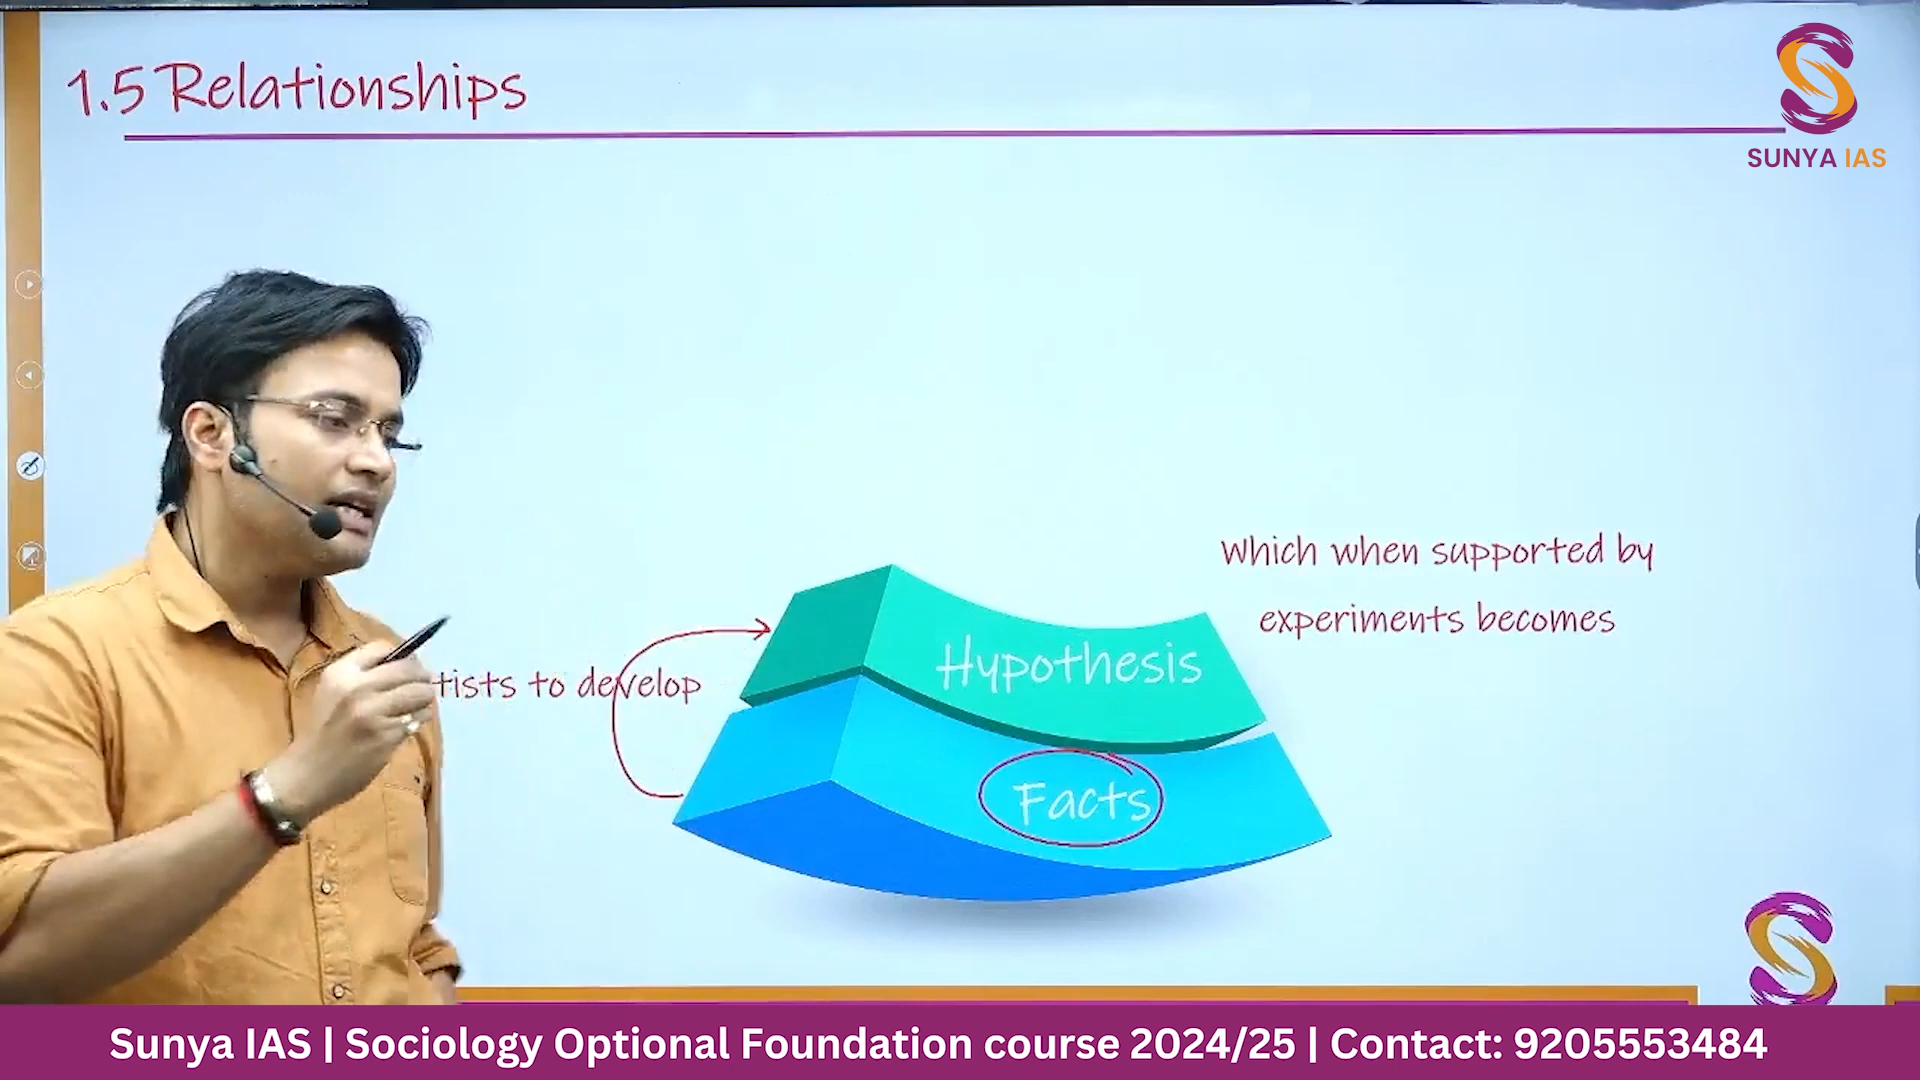 1.5 Relationships
SUNYA IAS
Which when supported by
experiments becomes
Hypothesis
to develop
Facts
Sunya IAS | Sociology Optional Foundation course 2024/25 | Contact: 9205553484